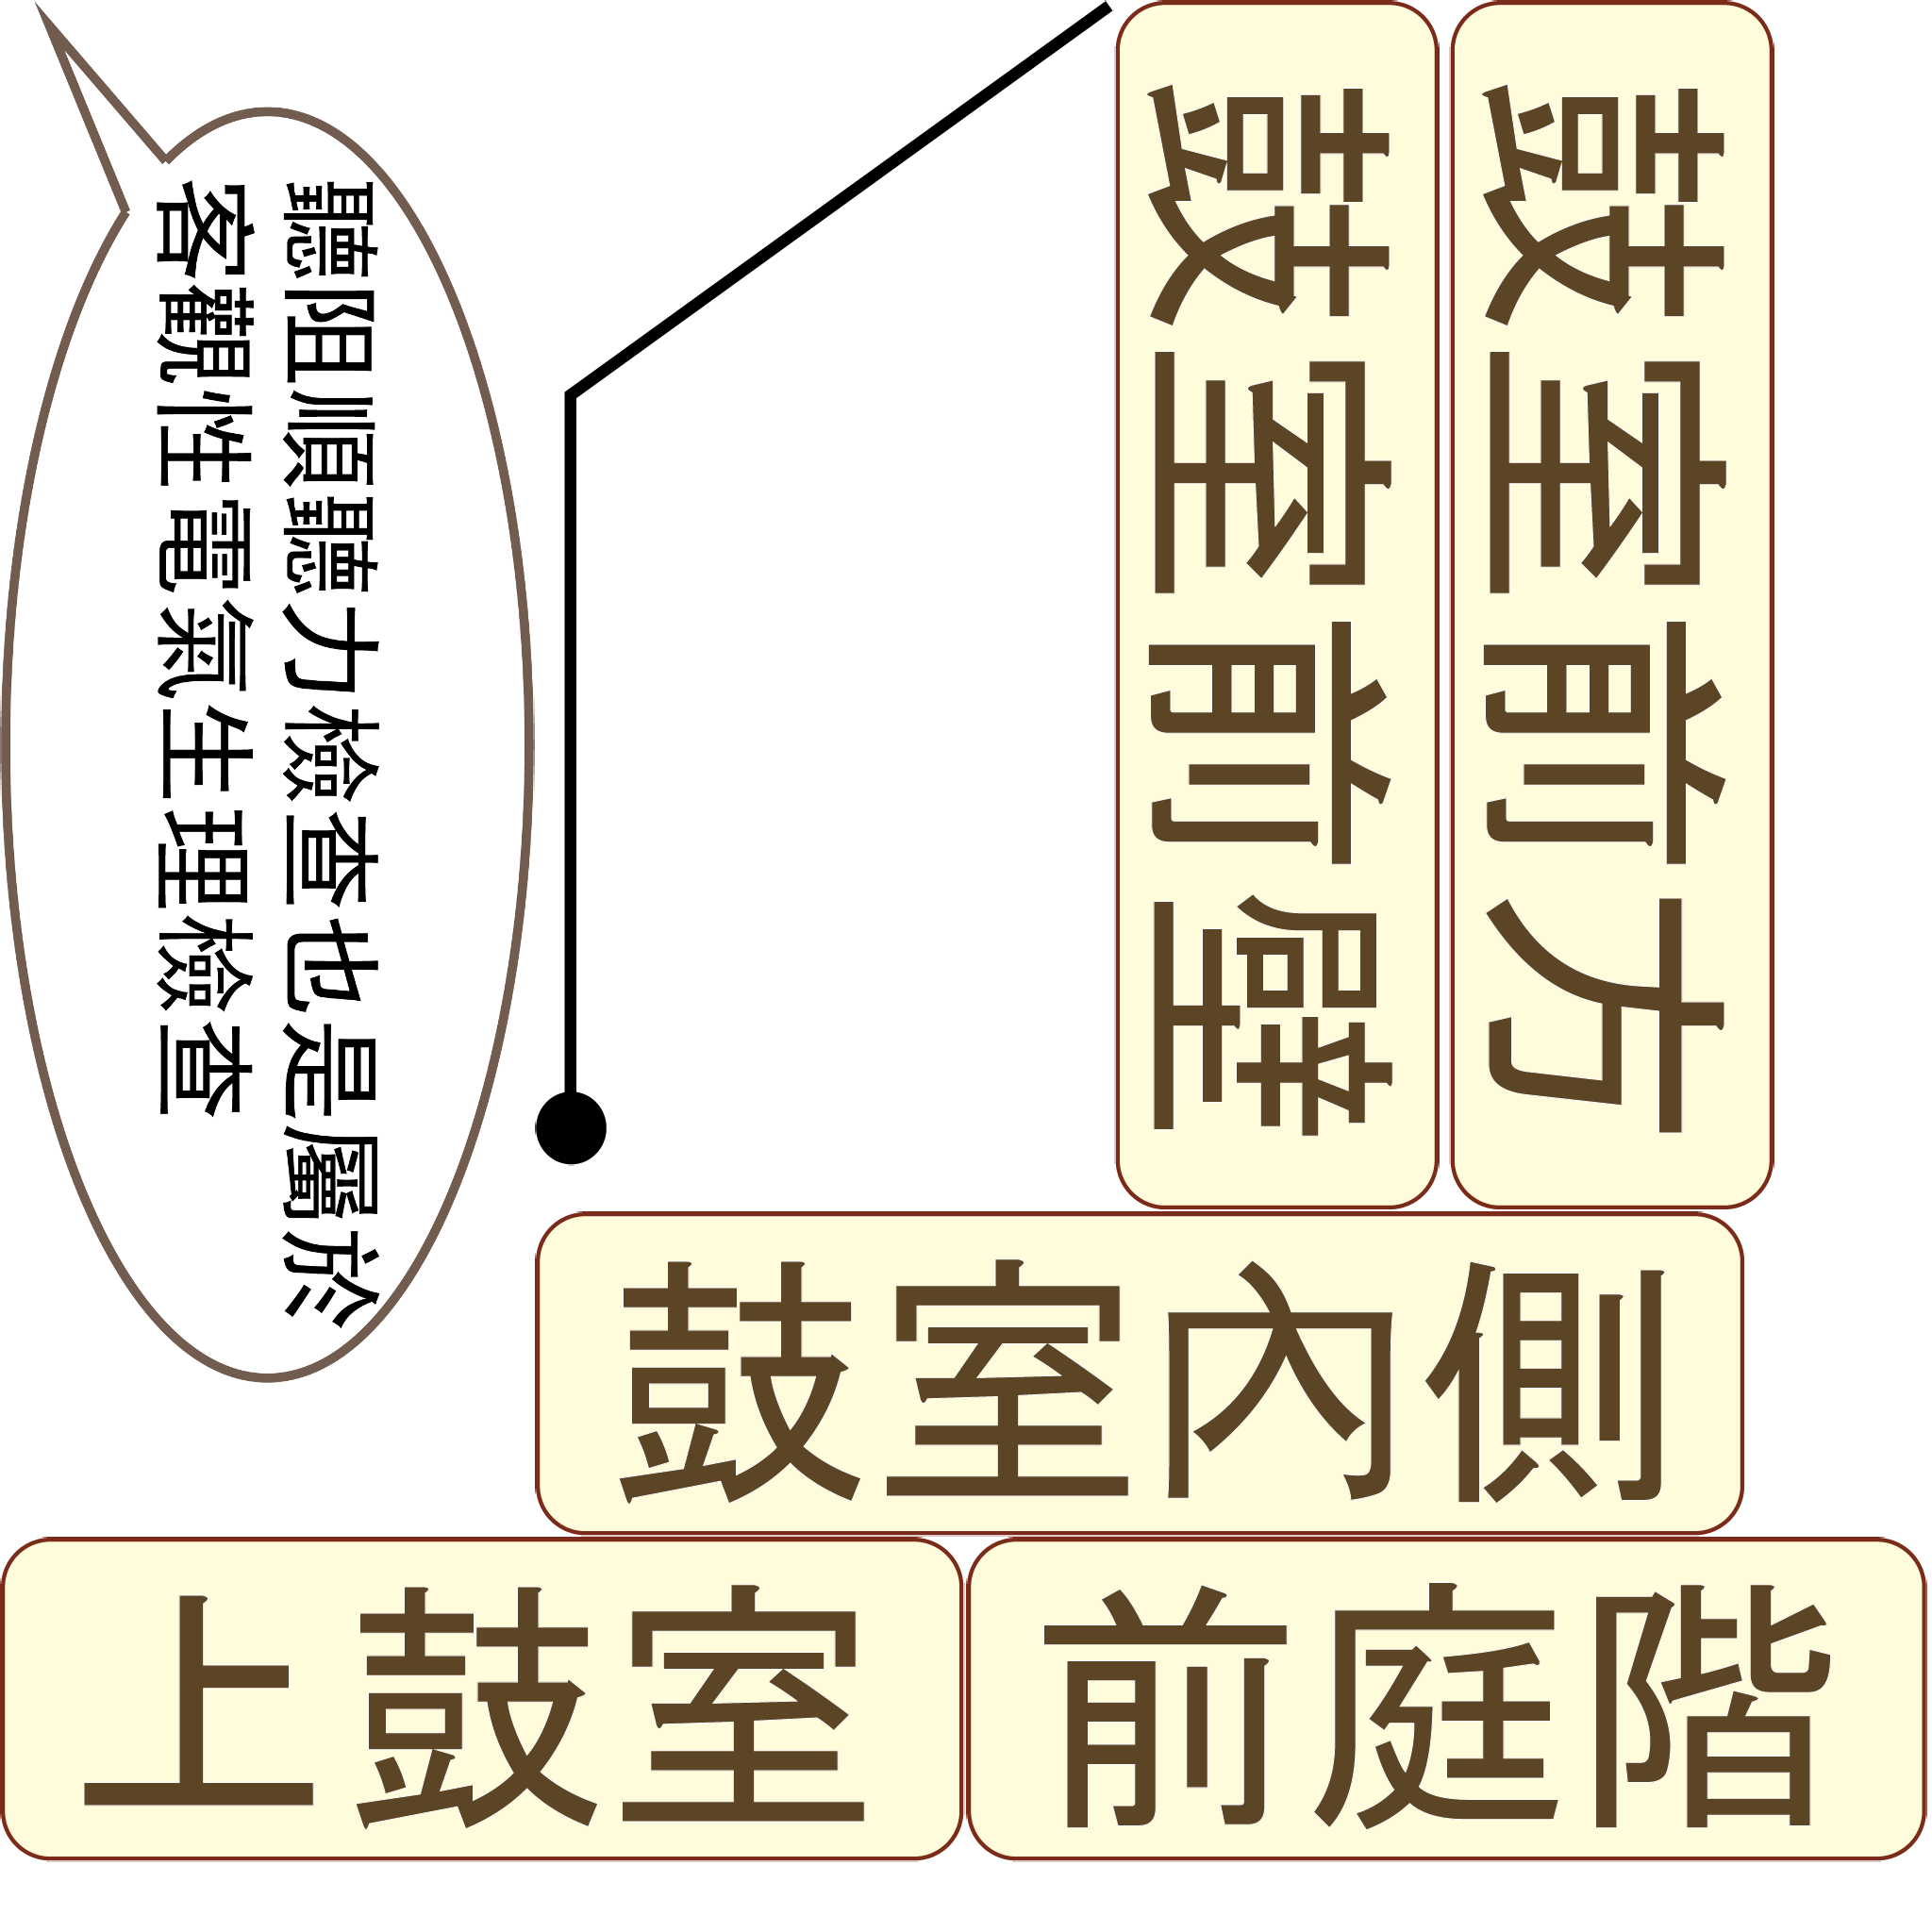 聽阻順聽力檢查也是屬於
客觀性電氣生理檢查
鼓室前方
鼓室前壁
鼓室內側
上鼓室
前庭階